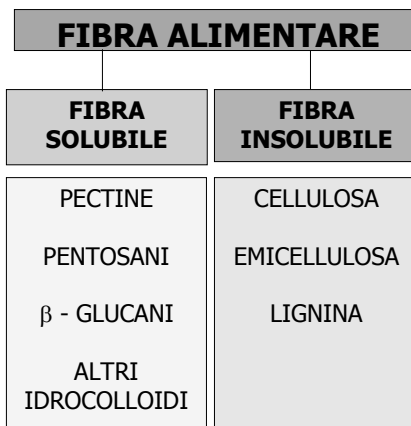 FIBRA ALIMENTARE
FIBRA
SOLUBILE
FIBRA
INSOLUBILE
PECTINE
PENTOSANI
β - GLUCANI
ALTRI
IDROCOLLOIDI
CELLULOSA
EMICELLULOSA
LIGNINA